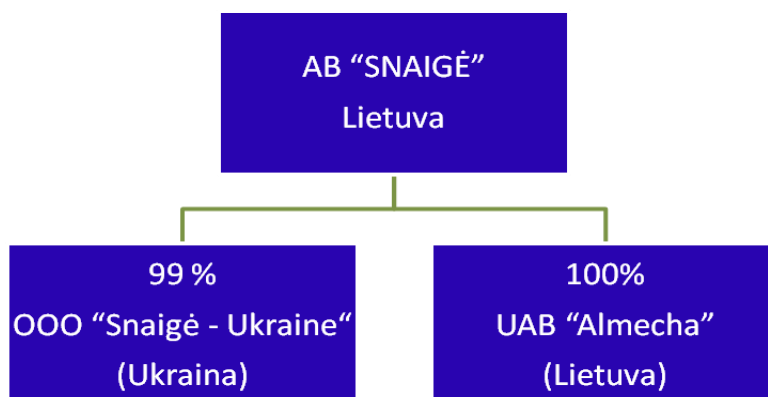 AB “SNAIGĖ”
Lietuva
99 %
OOO “Snaigė - Ukraine“
(Ukraina)
100%
UAB “Almecha”
(Lietuva)